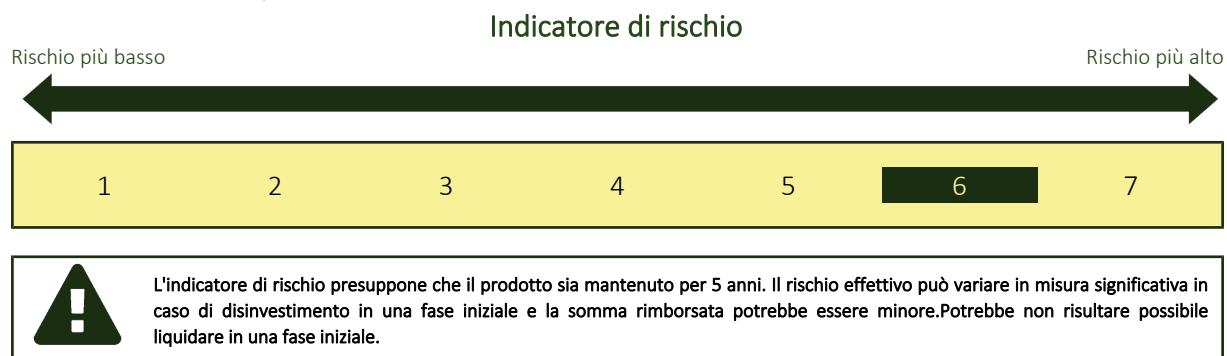 Indicatore di rischio
Rischio più basso
Rischio più alto
1 2 3 4 5 6 7
L'indicatore di rischio presuppone che il prodotto sia mantenuto per 5 anni. Il rischio effettivo può variare in misura significativa in
caso di disinvestimento in una fase iniziale e la somma rimborsata potrebbe essere minore.Potrebbe non risultare possibile
liquidare in una fase iniziale.